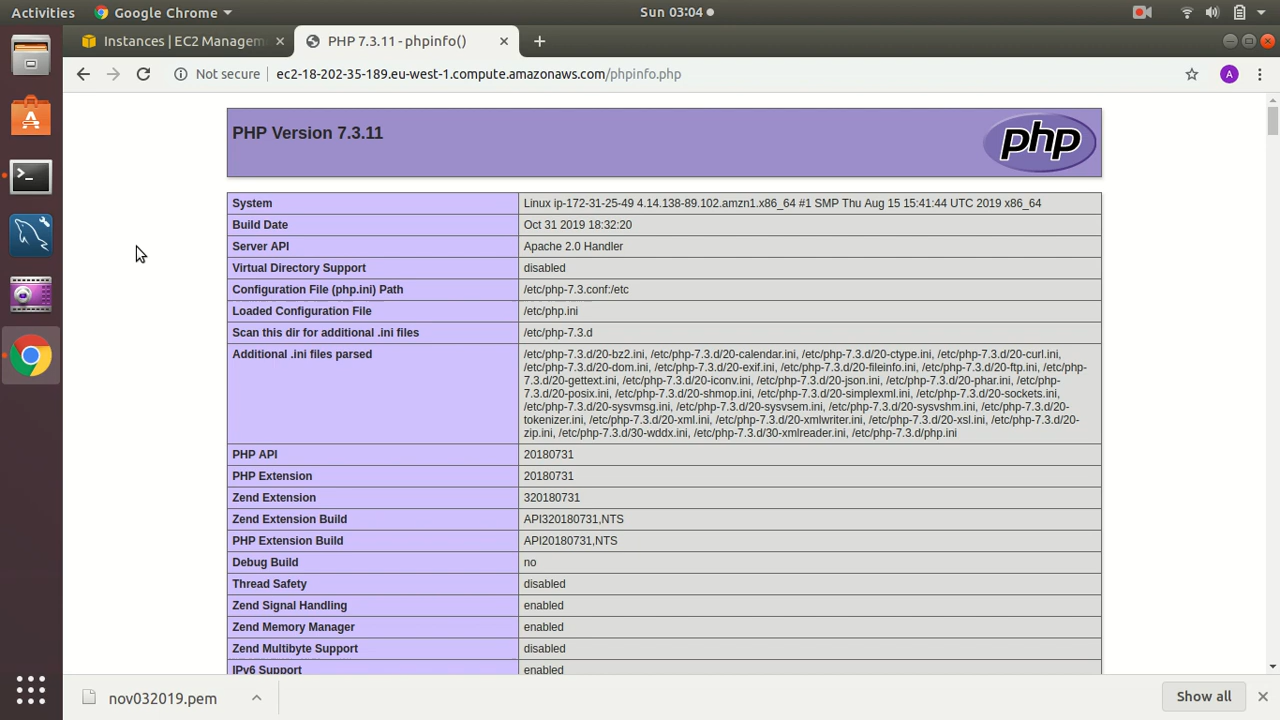 Activities
Google Chrome
Sun 03:04
Instances | EC2 Managem
PHP 7.3.11 - phpinfo()
Not secure
ec2-18-202-35-189.eu-west-1.compute.amazonaws.com/phpinfo.php
A
PHP Version 7.3.11
php
System Linux ip-172-31-25-49 4.14.138-89.102.amzn1.x86_64 #1 SMP Thu Aug 15 15:41:44 UTC 2019 x86_64
Build Date Oct 31 2019 18:32:20
Server API Apache 2.0 Handler
Virtual Directory Support disabled
Configuration File (php.ini) Path /etc/php-7.3.conf:/etc
Loaded Configuration File /etc/php.ini
Scan this dir for additional .ini files /etc/php-7.3.d
Additional .ini files parsed /etc/php-7.3.d/20-bz2.ini, /etc/php-7.3.d/20-calendar.ini, /etc/php-7.3.d/20-ctype.ini, /etc/php-7.3.d/20-curl.ini,
/etc/php-7.3.d/20-dom.ini, /etc/php-7.3.d/20-exif.ini, /etc/php-7.3.d/20-fileinfo.ini, /etc/php-7.3.d/20-ftp.ini, /etc/php-
7.3.d/20-gettext.ini, /etc/php-7.3.d/20-iconv.ini, /etc/php-7.3.d/20-json.ini, /etc/php-7.3.d/20-phar.ini, /etc/php-
7.3.d/20-posix.ini, /etc/php-7.3.d/20-shmop.ini, /etc/php-7.3.d/20-simplexml.ini, /etc/php-7.3.d/20-sockets.ini,
/etc/php-7.3.d/20-sysvmsg.ini, /etc/php-7.3.d/20-sysvsem.ini, /etc/php-7.3.d/20-sysvshm.ini, /etc/php-7.3.d/20-
tokenizer.ini, /etc/php-7.3.d/20-xml.ini, /etc/php-7.3.d/20-xmlwriter.ini, /etc/php-7.3.d/20-xsl.ini, /etc/php-7.3.d/20-
zip.ini, /etc/php-7.3.d/30-wddx.ini, /etc/php-7.3.d/30-xmlreader.ini, /etc/php-7.3.d/php.ini
PHP API 20180731
PHP Extension 20180731
Zend Extension 320180731
Zend Extension Build API320180731,NTS
PHP Extension Build API20180731,NTS
Debug Build no
Thread Safety disabled
Zend Signal Handling enabled
Zend Memory Manager enabled
Zend Multibyte Support disabled
IPv6 Support enabled
nov032019.pem
Show all